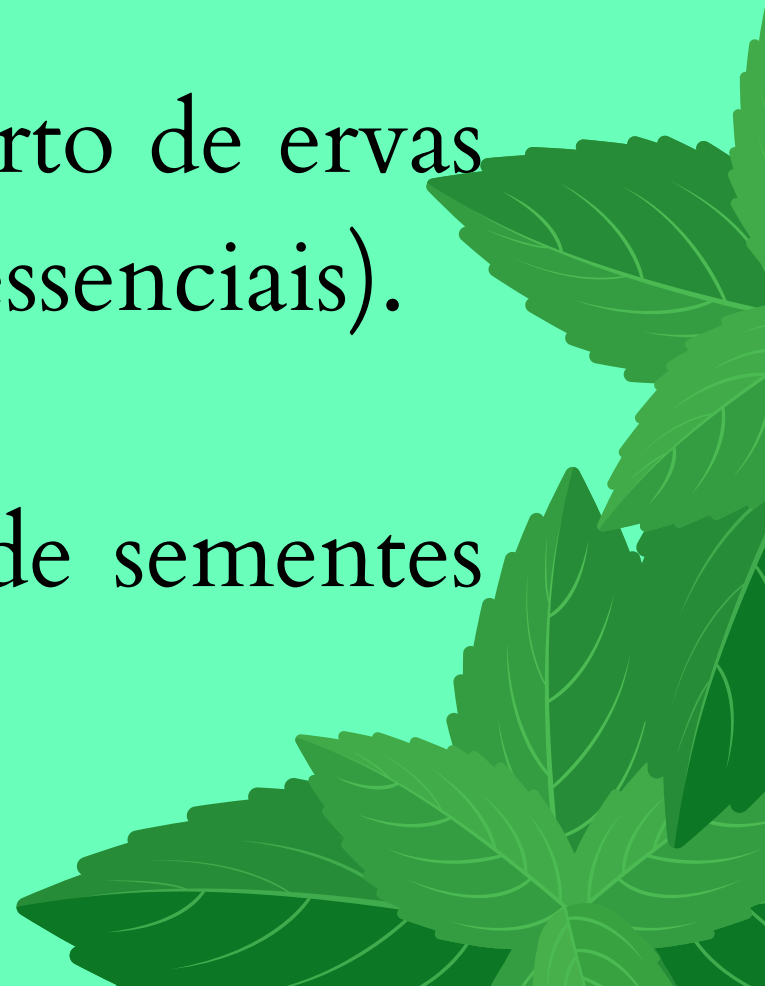 rto de ervas
essenciais).
de sementes